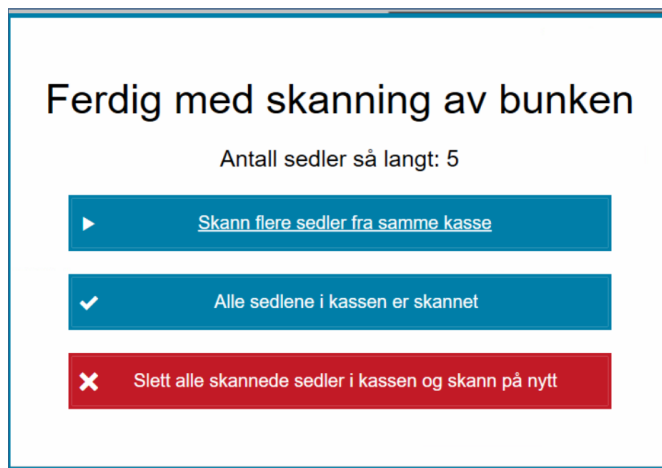 Ferdig med skanning av bunken
Antall sedler så langt: 5
Skann flere sedler fra samme kasse
Alle sedlene i kassen er skannet
Slett alle skannede sedler i kassen og skann på nytt